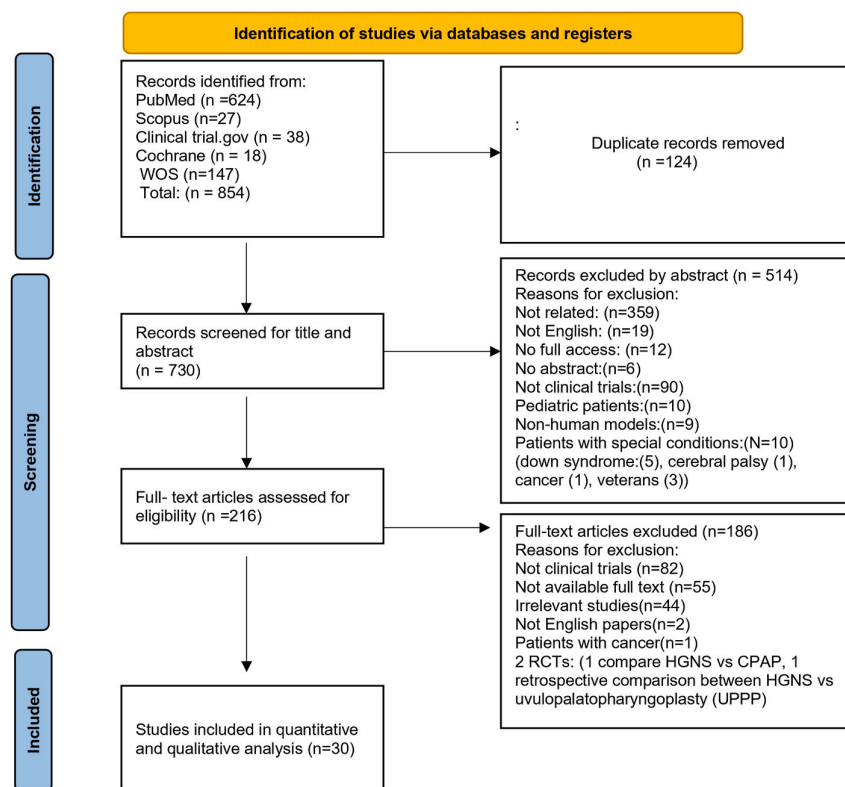 Identification of studies via databases and registers
Identification
Records identified from:
PubMed (n =624)
Scopus (n=27)
Clinical trial.gov (n = 38)
Cochrane (n = 18)
WOS (n=147)
Total: (n = 854)
:
Duplicate records removed
(n =124)
Screening
Records screened for title and
abstract
(n = 730)
Records excluded by abstract (n = 514)
Reasons for exclusion:
Not related: (n=359)
Not English: (n=19)
No full access: (n=12)
No abstract:(n=6)
Not clinical trials:(n=90)
Pediatric patients:(n=10)
Non-human models:(n=9)
Patients with special conditions:(N=10)
(down syndrome:(5), cerebral palsy (1),
cancer (1), veterans (3))
Full- text articles assessed for
eligibility (n =216)
Full-text articles excluded (n=186)
Reasons for exclusion:
Not clinical trials (n=82)
Not available full text (n=55)
Irrelevant studies(n=44)
Not English papers(n=2)
Patients with cancer(n=1)
2 RCTs: (1 compare HGNS vs CPAP, 1
retrospective comparison between HGNS vs
uvulopalatopharyngoplasty (UPPP)
Included
Studies included in quantitative
and qualitative analysis (n=30)